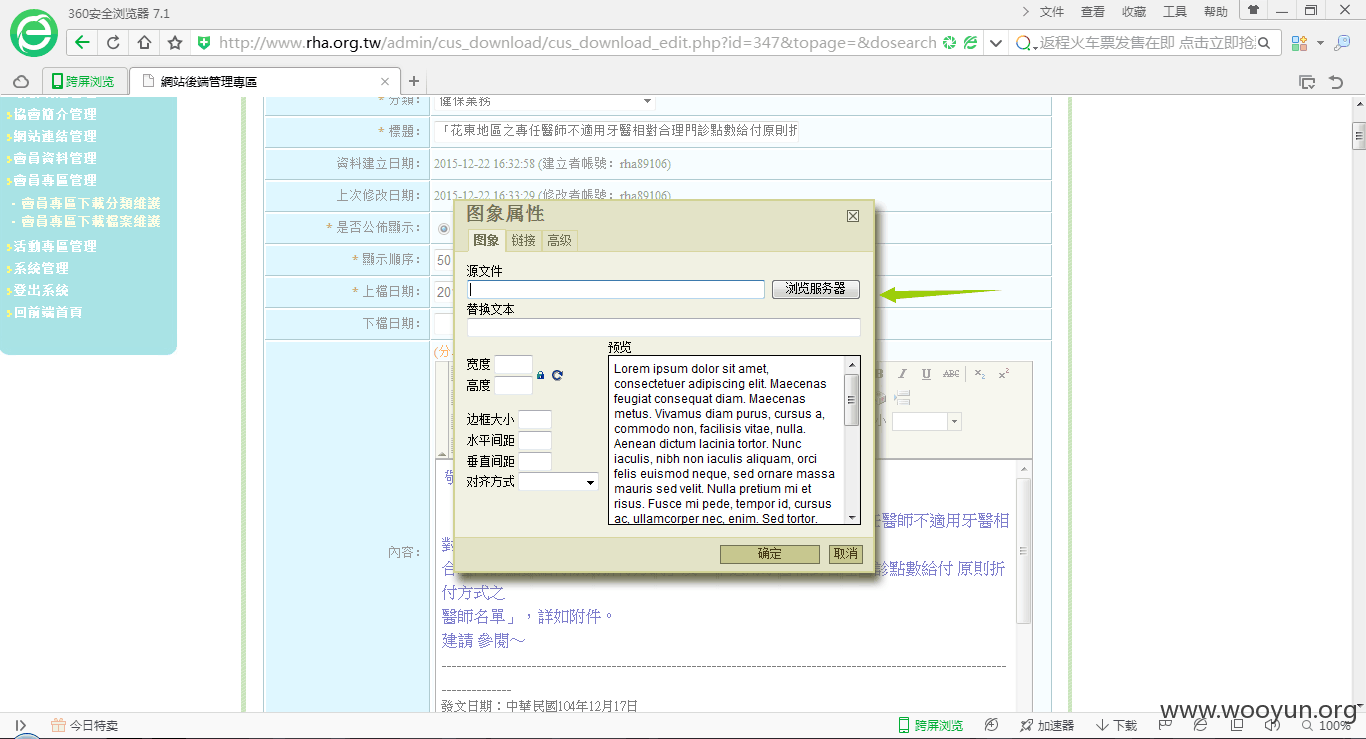 360安全浏览器 7.1
文件 查看 收藏 工具 帮助
http://www.rha.org.tw/admin/cus_download/cus_download_edit.php?id=347&topage=&dosearch
返程火车票发售在即 点击立即抢
跨屏浏览
網站後端管理專區
協會簡介管理
網站連結管理
會員資料管理
會員專區管理
會員專區下載分類維護
會員專區下載檔案維護
活動專區管理
系統管理
登出系統
回前端首頁
* 分類： 健保業務
* 標題： 「花東地區之專任醫師不適用牙醫相對合理門診點數給付原則折
資料建立日期： 2015-12-22 16:32:58 (建立者帳號：rha89106)
上次修改日期： 2015-12-22 16:33:29 (修改者帳號：rha89106)
* 是否公佈顯示：
* 顯示順序： 50
* 上檔日期： 20
下檔日期：
內容：
(分
图象属性
图象 链接 高级
源文件
浏览服务器
替换文本
宽度
高度
边框大小
水平间距
垂直间距
对齐方式
预览
Lorem ipsum dolor sit amet,
consectetuer adipiscing elit. Maecenas
feugiat consequat diam. Maecenas
metus. Vivamus diam purus, cursus a,
commodo non, facilisis vitae, nulla.
Aenean dictum lacinia tortor. Nunc
iaculis, nibh non iaculis aliquam, orci
felis euismod neque, sed ornare massa
mauris sed velit. Nulla pretium mi et
risus. Fusce mi pede, tempor id, cursus
ac, ullamcorper nec, enim. Sed tortor.
确定 取消
B I U ABC x₂ x²
敬
醫師不適用牙醫相
對
合
診點數給付 原則折
付方式之
醫師名單」，詳如附件。
建請 參閱～
發文日期：中華民國104年12月17日
今日特卖
跨屏浏览 加速器 下载 100%
www.wooyun.org